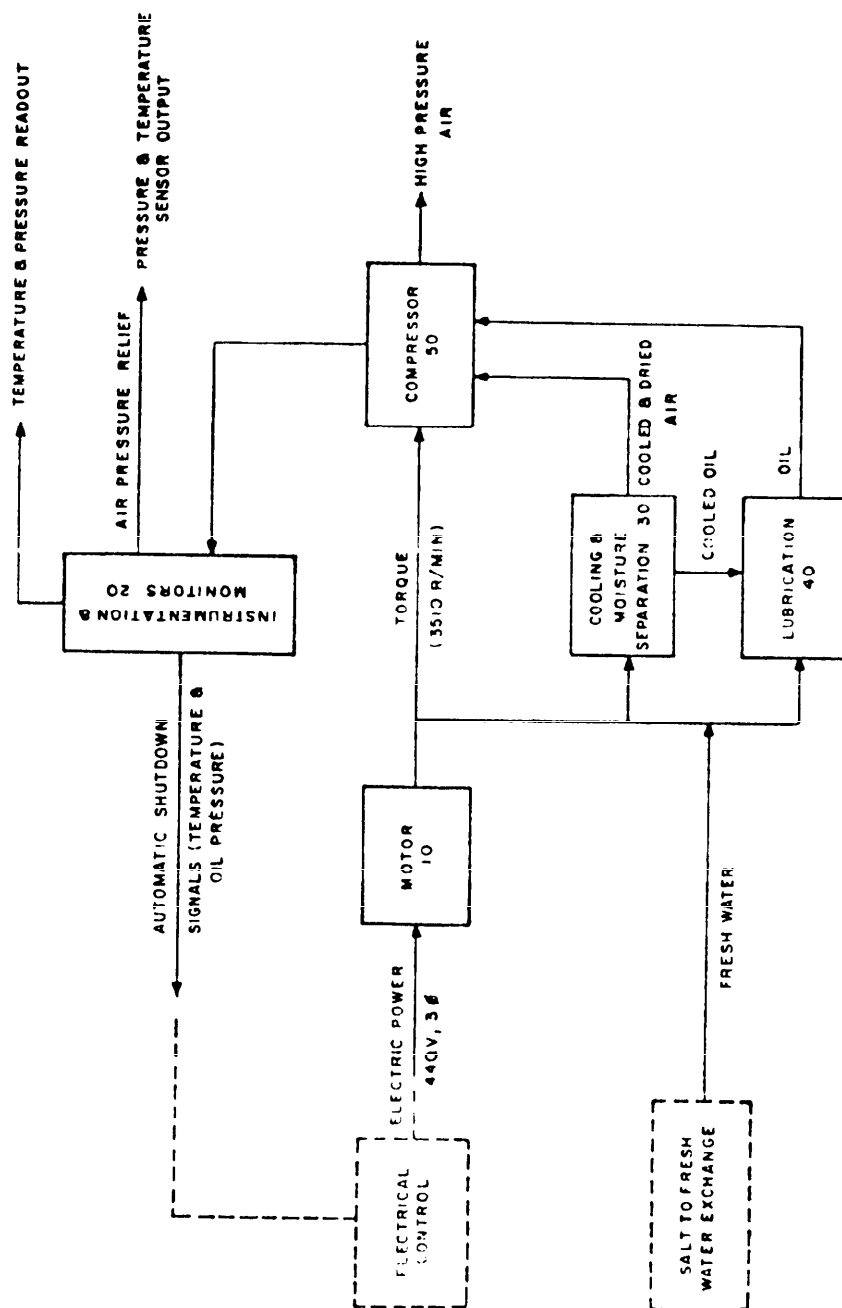 TEMPERATURE & PRESSURE READOUT
AIR PRESSURE RELIEF
PRESSURE & TEMPERATURE
SENSOR OUTPUT
INSTRUMENTATION &
MONITORS 20
AUTOMATIC SHUTDOWN
SIGNALS (TEMPERATURE &
OIL PRESSURE)
ELECTRICAL
CONTROL
ELECTRIC POWER
440V, 3Ø
MOTOR
10
TORQUE
(3510 R/MIN)
COMPRESSOR
50
HIGH PRESSURE
AIR
COOLING &
MOISTURE
SEPARATION 30
COOLED & DRIED
AIR
COOLED OIL
LUBRICATION
40
OIL
FRESH WATER
SALT TO FRESH
WATER EXCHANGE